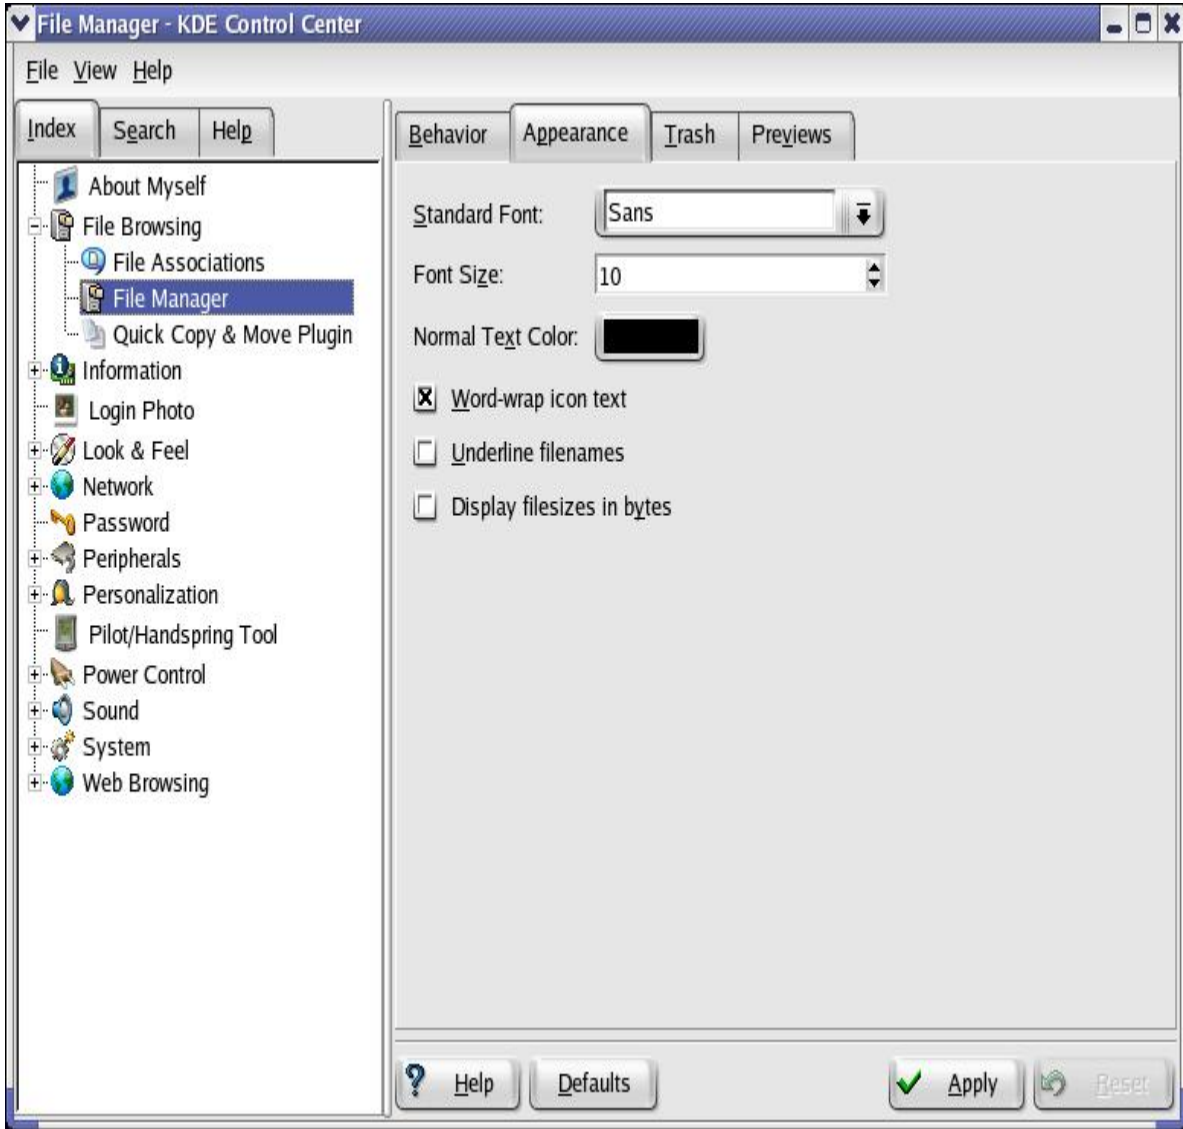 File Manager - KDE Control Center
File View Help
Index Search Help
About Myself
File Browsing
File Associations
File Manager
Quick Copy & Move Plugin
Information
Login Photo
Look & Feel
Network
Password
Peripherals
Personalization
Pilot/Handspring Tool
Power Control
Sound
System
Web Browsing
Behavior Appearance Trash Previews
Standard Font: Sans
Font Size: 10
Normal Text Color:
Word-wrap icon text
Underline filenames
Display filesizes in bytes
Help Defaults Apply Reset